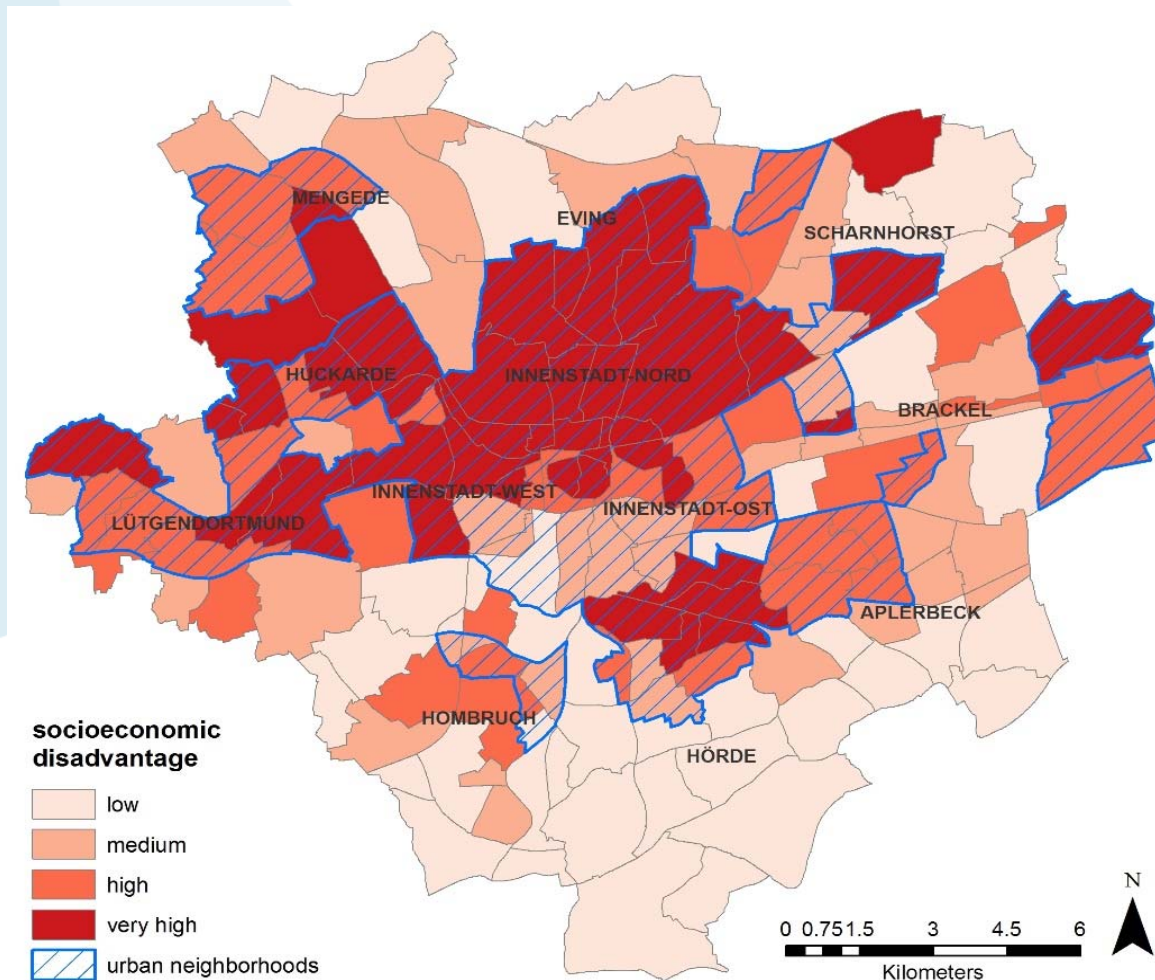 MENGEDE
EVING
SCHARNHORST
HUCKARDE
INNENSTADT-NORD
BRACKEL
INNENSTADT-WEST
INNENSTADT-OST
LÜTGENDORTMUND
APLERBECK
HOMBRUCH
HÖRDE
socioeconomic
disadvantage
low
medium
high
very high
urban neighborhoods
N
0 0.75 1.5 3 4.5 6
Kilometers